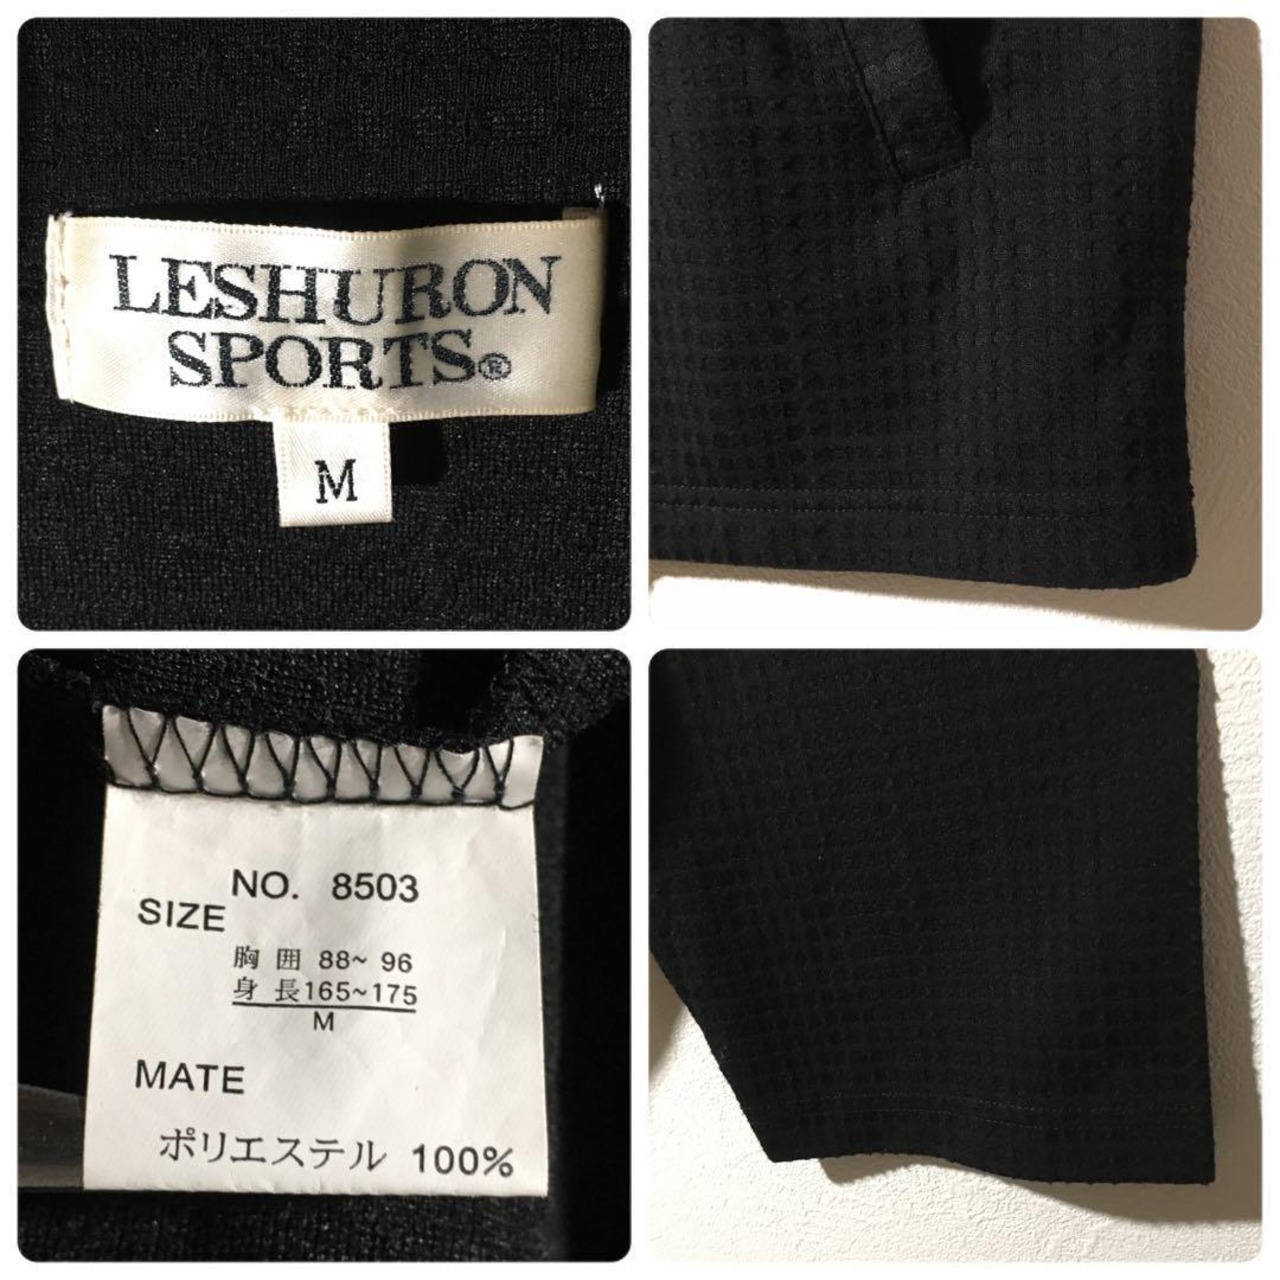 LESHURON
SPORTS®
M
NO. 8503
SIZE
胸 囲 88~ 96
身 長165~175
M
MATE
ポリエステル 100%